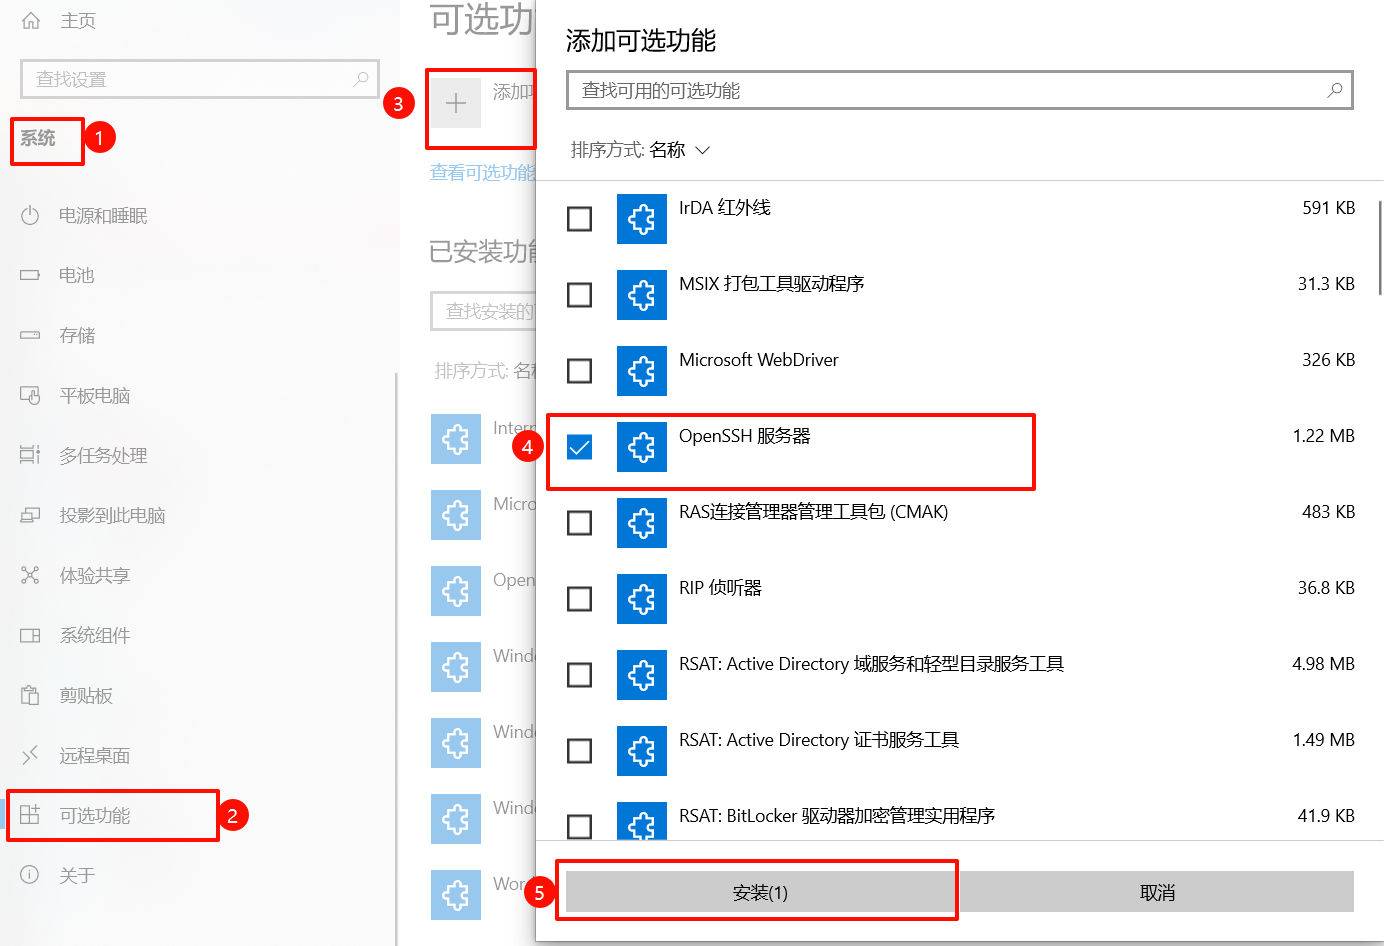 主页
查找设置
系统
1
电源和睡眠
电池
存储
平板电脑
多任务处理
投影到此电脑
体验共享
系统组件
剪贴板
远程桌面
可选功能
2
关于
可选功
3
添加
查看可选功能
已安装功能
查找安装的
排序方式: 名称
Intern
Micro
Open
Windo
Windo
Windo
Wor
添加可选功能
查找可用的可选功能
排序方式: 名称
IrDA 红外线
591 KB
MSIX 打包工具驱动程序
31.3 KB
Microsoft WebDriver
326 KB
4
OpenSSH 服务器
1.22 MB
RAS连接管理器管理工具包 (CMAK)
483 KB
RIP 侦听器
36.8 KB
RSAT: Active Directory 域服务和轻型目录服务工具
4.98 MB
RSAT: Active Directory 证书服务工具
1.49 MB
RSAT: BitLocker 驱动器加密管理实用程序
41.9 KB
5
安装(1)
取消